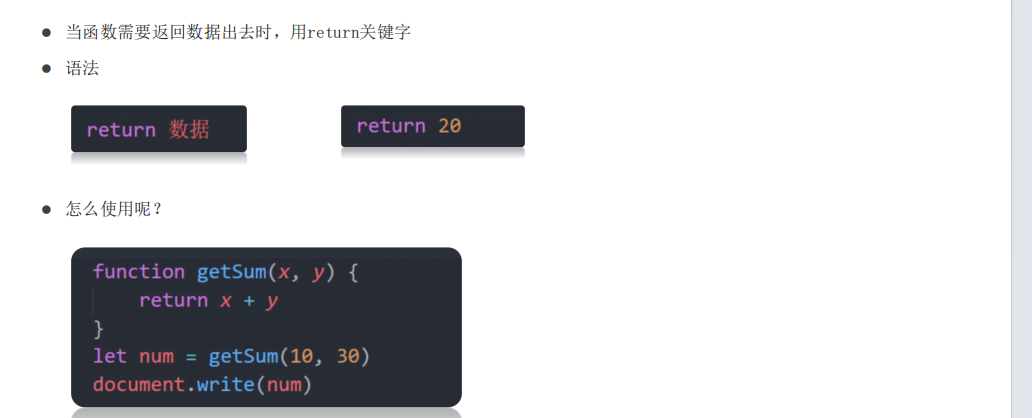 当函数需要返回数据出去时，用return关键字
语法
return 数据
return 20
怎么使用呢？
function getSum(x, y) {
    return x + y
}
let num = getSum(10, 30)
document.write(num)